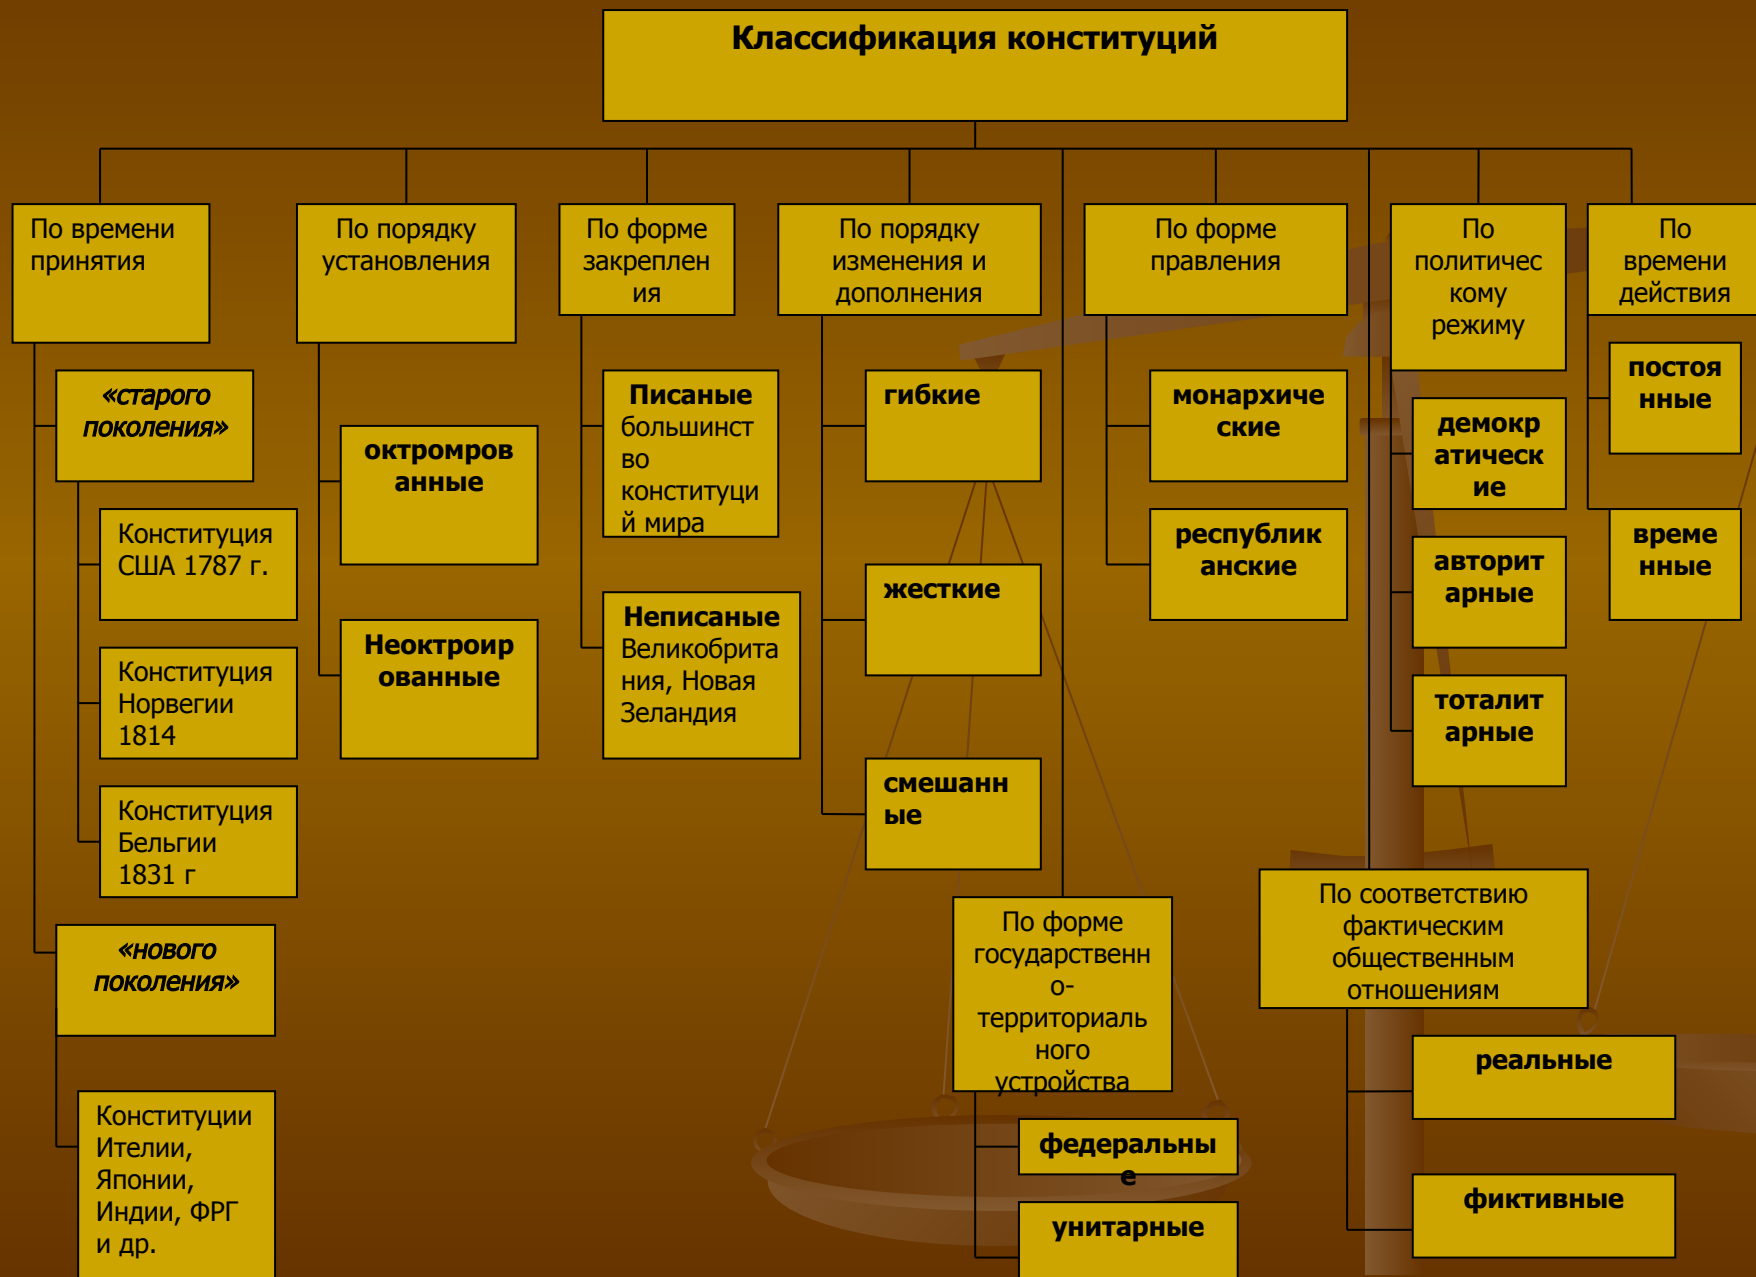 Классификация конституций
По времени
принятия
«старого
поколения»
Конституция
США 1787 г.
Конституция
Норвегии
1814
Конституция
Бельгии
1831 г
«нового
поколения»
Конституции
Ителии,
Японии,
Индии, ФРГ
и др.
По порядку
установления
октромров
анные
Неоктроир
ованные
По форме
закреплен
ия
Писаные
большинст
во
конституци
й мира
Неписаные
Великобрита
ния, Новая
Зеландия
По порядку
изменения и
дополнения
гибкие
жесткие
смешанн
ые
По форме
государственн
о-
территориаль
ного
устройства
федеральны
е
унитарные
По форме
правления
монархиче
ские
республик
анские
По соответствию
фактическим
общественным
отношениям
реальные
фиктивные
По
политичес
кому
режиму
демокр
атическ
ие
авторит
арные
тоталит
арные
По
времени
действия
постоя
нные
време
нные